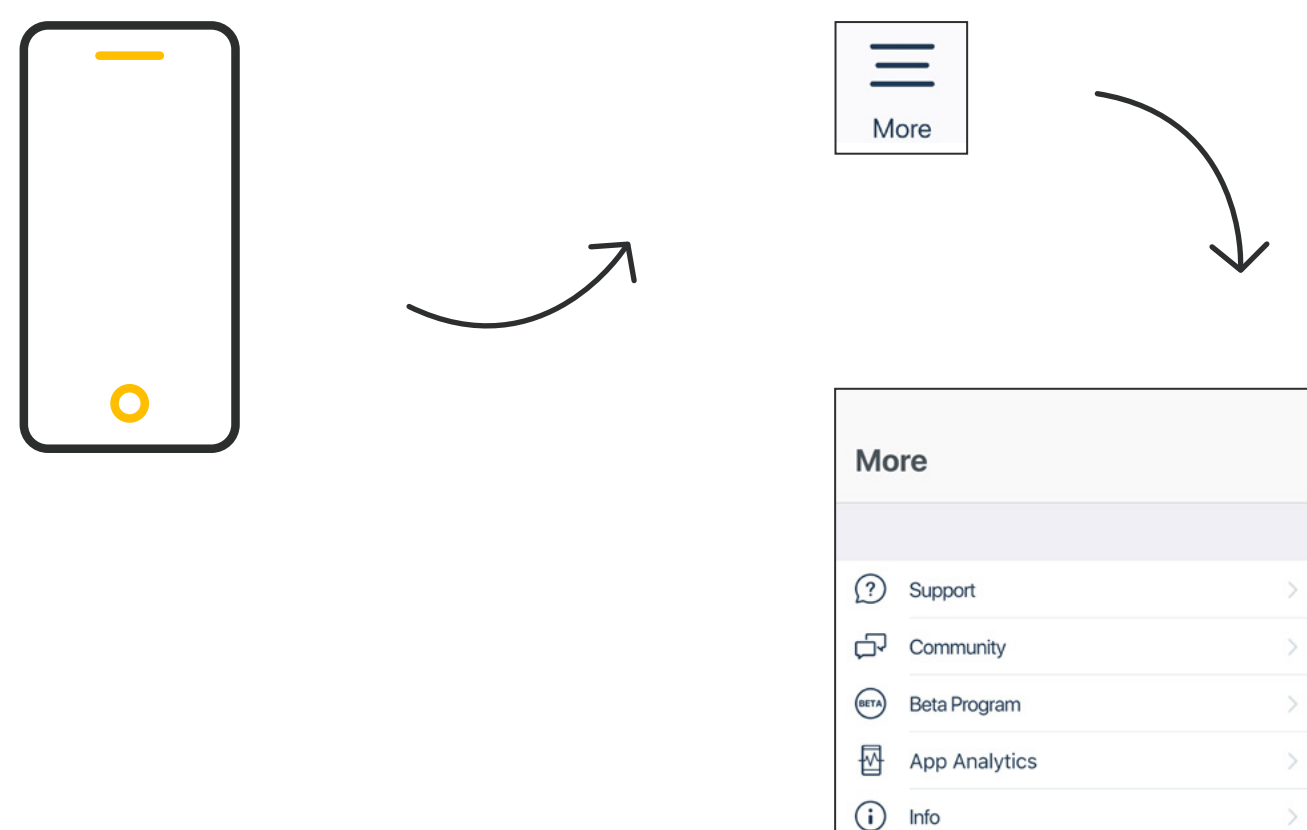 More
More
Support
Community
BETA Beta Program
App Analytics
Info